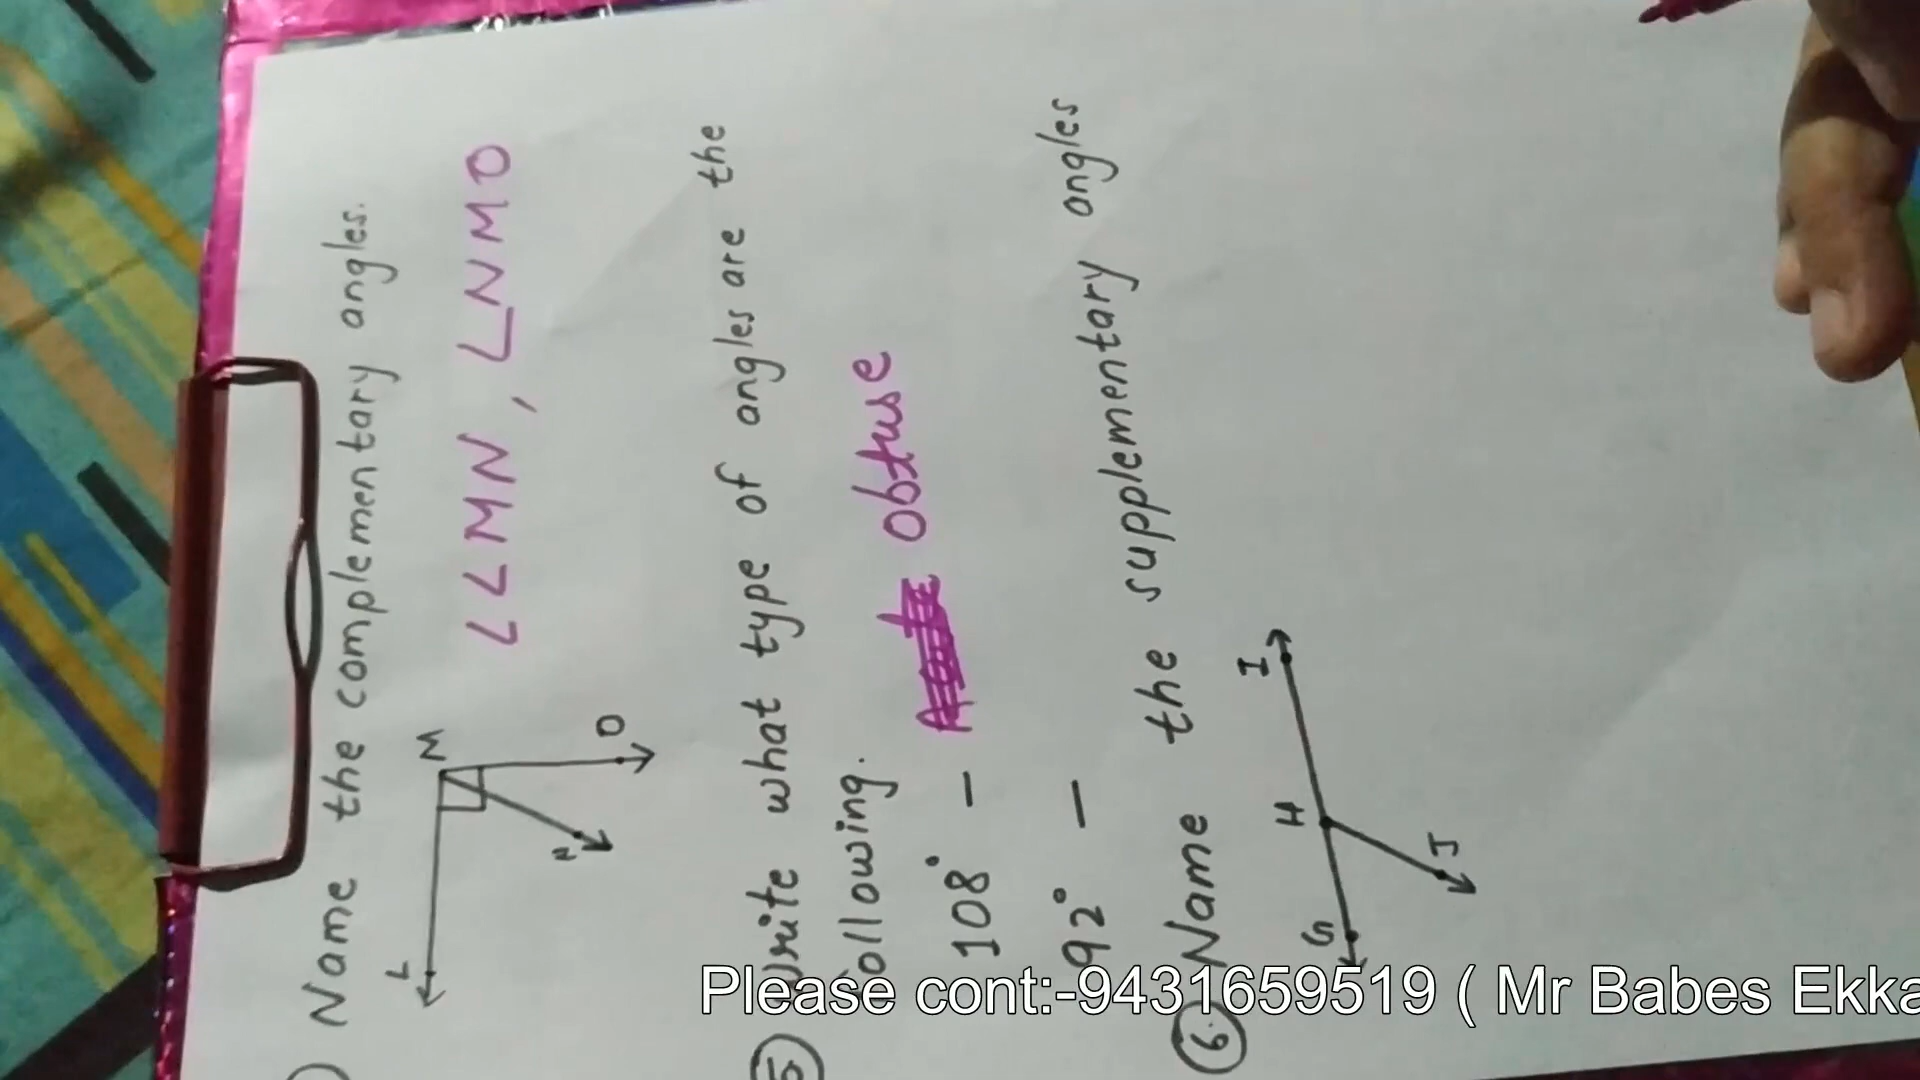 Name the complementary angles.
L
M
N
O
∠LMN, ∠NMO
5) Write what type of angles are the
following.
108° - obtuse
92° -
6. Name the supplementary angles
G
H
I
J
Please cont:-9431659519 ( Mr Babes Ekka